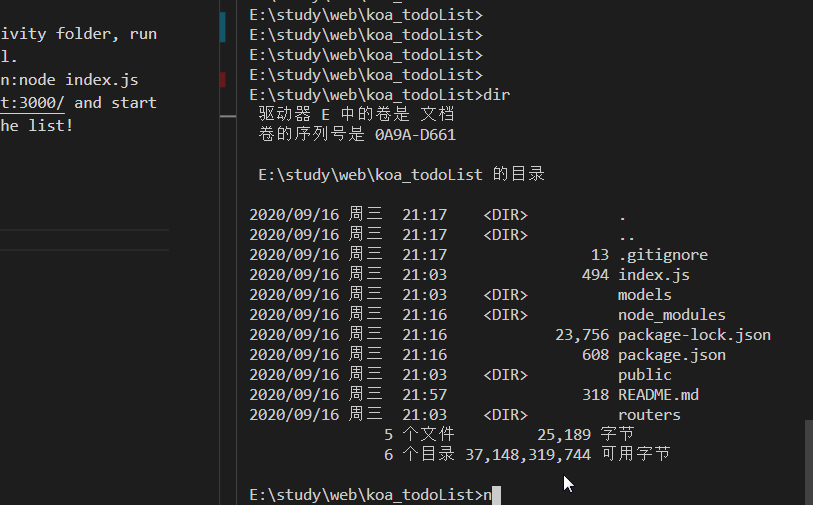 ivity folder, run
l.
n:node index.js
t:3000/ and start
he list!
E:\study\web\koa_todoList>
E:\study\web\koa_todoList>
E:\study\web\koa_todoList>
E:\study\web\koa_todoList>
E:\study\web\koa_todoList>dir
驱动器 E 中的卷是 文档
卷的序列号是 0A9A-D661
E:\study\web\koa_todoList 的目录
2020/09/16 周三  21:17    <DIR>          .
2020/09/16 周三  21:17    <DIR>          ..
2020/09/16 周三  21:17                13 .gitignore
2020/09/16 周三  21:03               494 index.js
2020/09/16 周三  21:03    <DIR>          models
2020/09/16 周三  21:16    <DIR>          node_modules
2020/09/16 周三  21:16            23,756 package-lock.json
2020/09/16 周三  21:16               608 package.json
2020/09/16 周三  21:03    <DIR>          public
2020/09/16 周三  21:57               318 README.md
2020/09/16 周三  21:03    <DIR>          routers
5 个文件         25,189 字节
6 个目录 37,148,319,744 可用字节
E:\study\web\koa_todoList>n